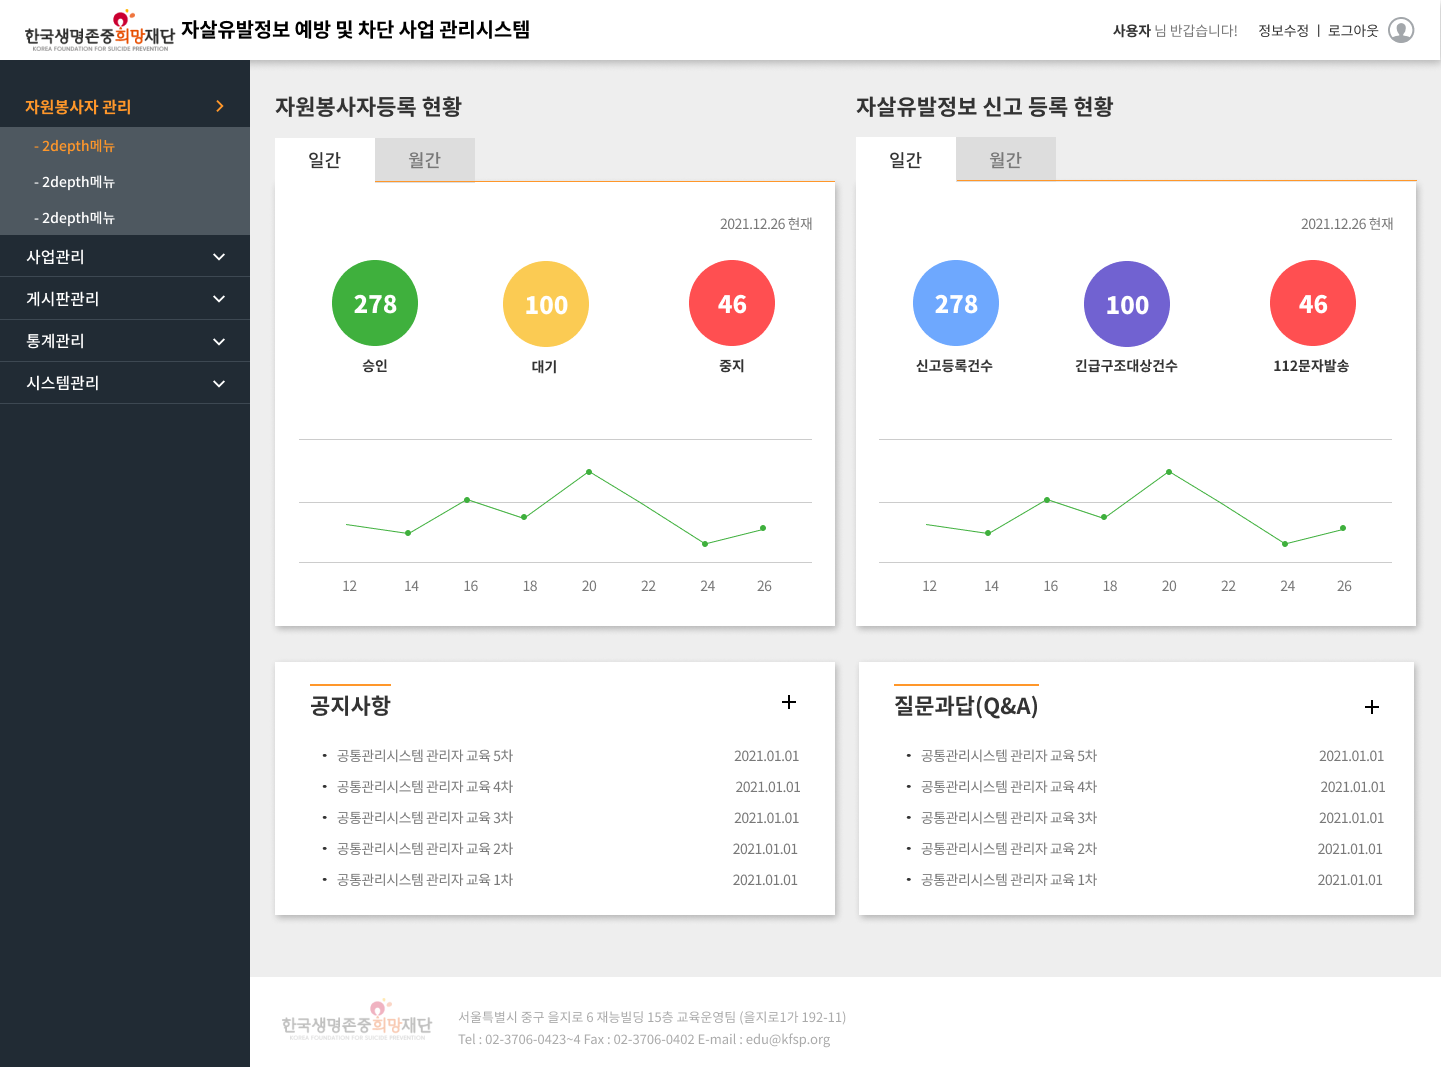 한국생명존중희망재단
KOREA FOUNDATION FOR SUICIDE PREVENTION
자살유발정보 예방 및 차단 사업 관리시스템
사용자 님 반갑습니다!
정보수정 | 로그아웃
자원봉사자 관리
- 2depth메뉴
- 2depth메뉴
- 2depth메뉴
사업관리
게시판관리
통계관리
시스템관리
자원봉사자등록 현황
일간 월간
2021.12.26 현재
278 100 46
승인 대기 중지
12 14 16 18 20 22 24 26
자살유발정보 신고 등록 현황
일간 월간
2021.12.26 현재
278 100 46
신고등록건수 긴급구조대상건수 112문자발송
12 14 16 18 20 22 24 26
공지사항
• 공통관리시스템 관리자 교육 5차 2021.01.01
• 공통관리시스템 관리자 교육 4차 2021.01.01
• 공통관리시스템 관리자 교육 3차 2021.01.01
• 공통관리시스템 관리자 교육 2차 2021.01.01
• 공통관리시스템 관리자 교육 1차 2021.01.01
질문과답(Q&A)
• 공통관리시스템 관리자 교육 5차 2021.01.01
• 공통관리시스템 관리자 교육 4차 2021.01.01
• 공통관리시스템 관리자 교육 3차 2021.01.01
• 공통관리시스템 관리자 교육 2차 2021.01.01
• 공통관리시스템 관리자 교육 1차 2021.01.01
한국생명존중희망재단
KOREA FOUNDATION FOR SUICIDE PREVENTION
서울특별시 중구 을지로 6 재능빌딩 15층 교육운영팀 (을지로1가 192-11)
Tel : 02-3706-0423~4 Fax : 02-3706-0402 E-mail : edu@kfsp.org